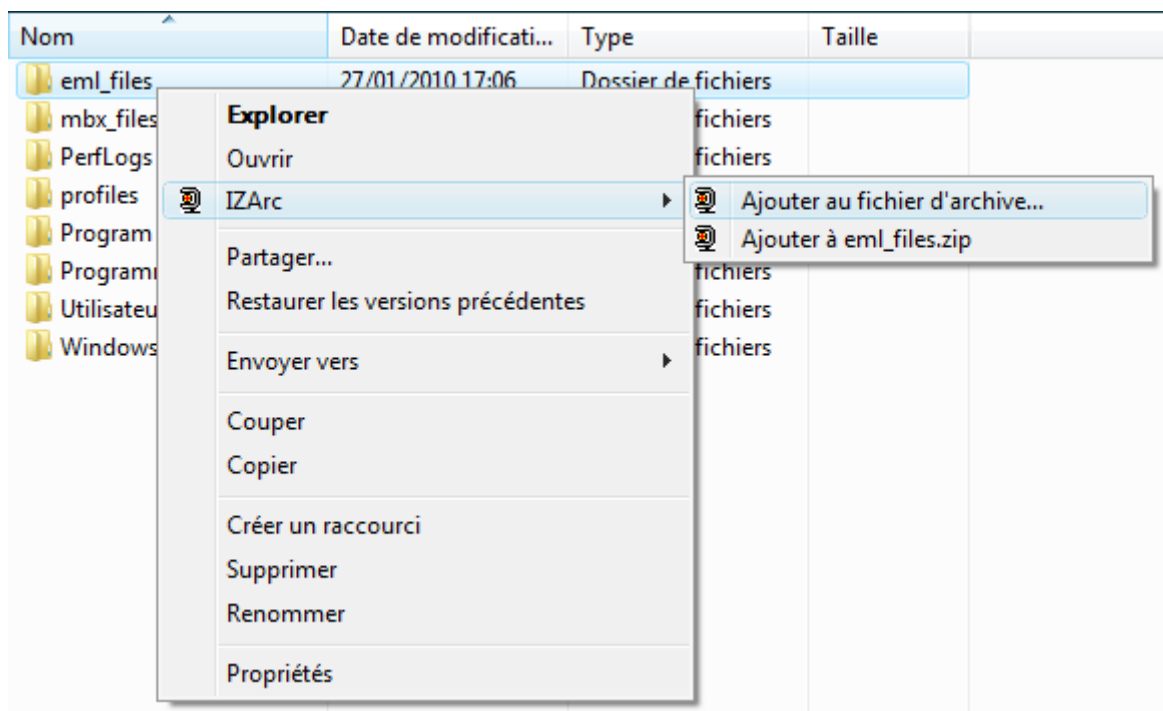 Nom Date de modificati... Type Taille
eml_files 27/01/2010 17:06 Dossier de fichiers
mbx_files fichiers
PerfLogs fichiers
profiles
Program
fichiers
Utilisateu fichiers
Windows fichiers
Explorer
Ouvrir
IZArc
Partager...
Restaurer les versions précédentes
Envoyer vers
Couper
Copier
Créer un raccourci
Supprimer
Renommer
Propriétés
Ajouter au fichier d'archive...
Ajouter à eml_files.zip